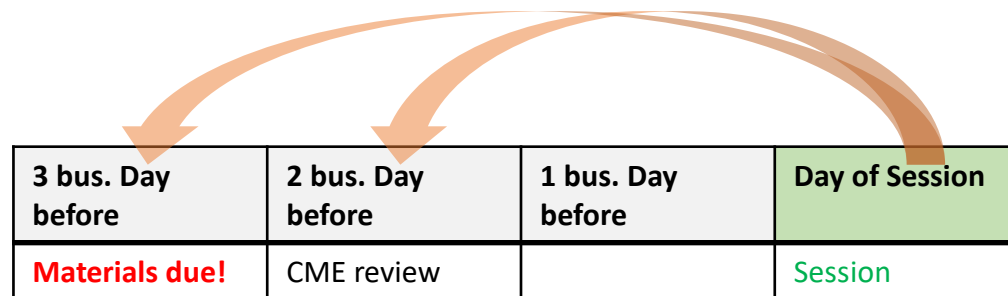 3 bus. Day
before
2 bus. Day
before
1 bus. Day
before
Day of Session
Materials due!
CME review
Session